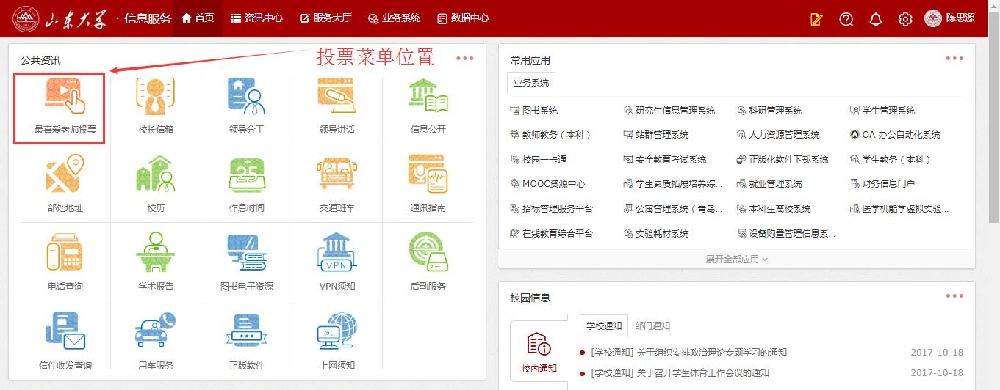 山东大学 · 信息服务 首页 资讯中心 服务大厅 业务系统 数据中心 陈思源
公共资讯
投票菜单位置
最喜爱老师投票 校长信箱 领导分工 领导讲话 信息公开
25
部处地址 校历 作息时间 交通班车 通讯指南
VPN
电话查询 学术报告 图书电子资源 VPN须知 后勤服务
信件收发查询 用车服务 正版软件 上网须知
常用应用
业务系统
图书系统 研究生信息管理系统 科研管理系统 学生管理系统
教师教务（本科） 站群管理系统 人力资源管理系统 OA 办公自动化系统
校园一卡通 安全教育考试系统 正版化软件下载系统 学生教务（本科）
MOOC资源中心 学生素质拓展培养综... 就业管理系统 财务信息门户
招标管理服务平台 公寓管理系统（青岛... 本科生离校系统 医学机能学虚拟实验...
在线教育综合平台 实验耗材系统 设备购置管理信息系...
展开全部应用
校园信息
校内通知
学校通知 部门通知
[学校通知] 关于组织安排政治理论专题学习的通知 2017-10-18
[学校通知] 关于召开学生体育工作会议的通知 2017-10-18